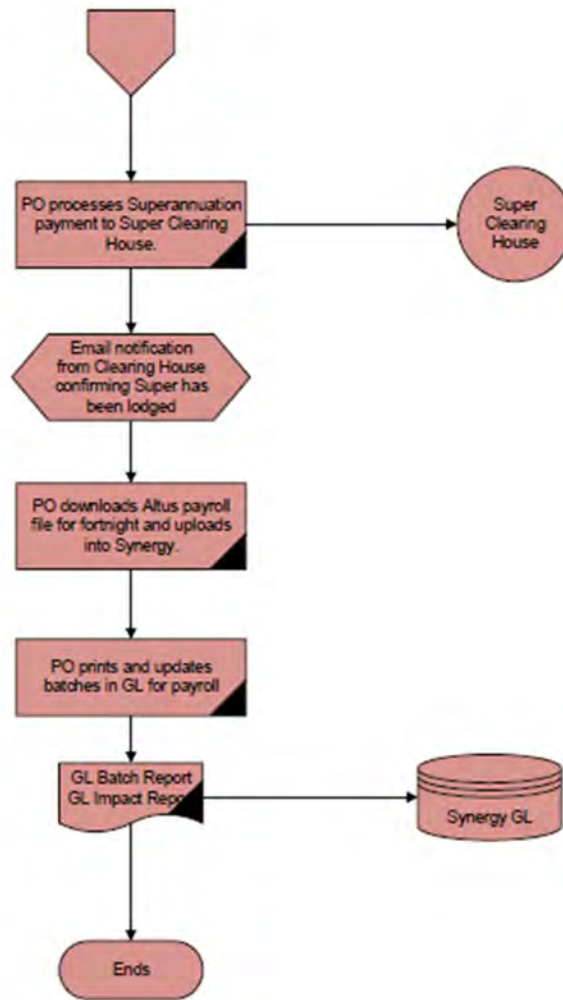 PO processes Superannuation
payment to Super Clearing
House.
Super
Clearing
House
Email notification
from Clearing House
confirming Super has
been lodged
PO downloads Altus payroll
file for fortnight and uploads
into Synergy.
PO prints and updates
batches in GL for payroll
GL Batch Report
GL Impact Repo
Synergy GL
Ends